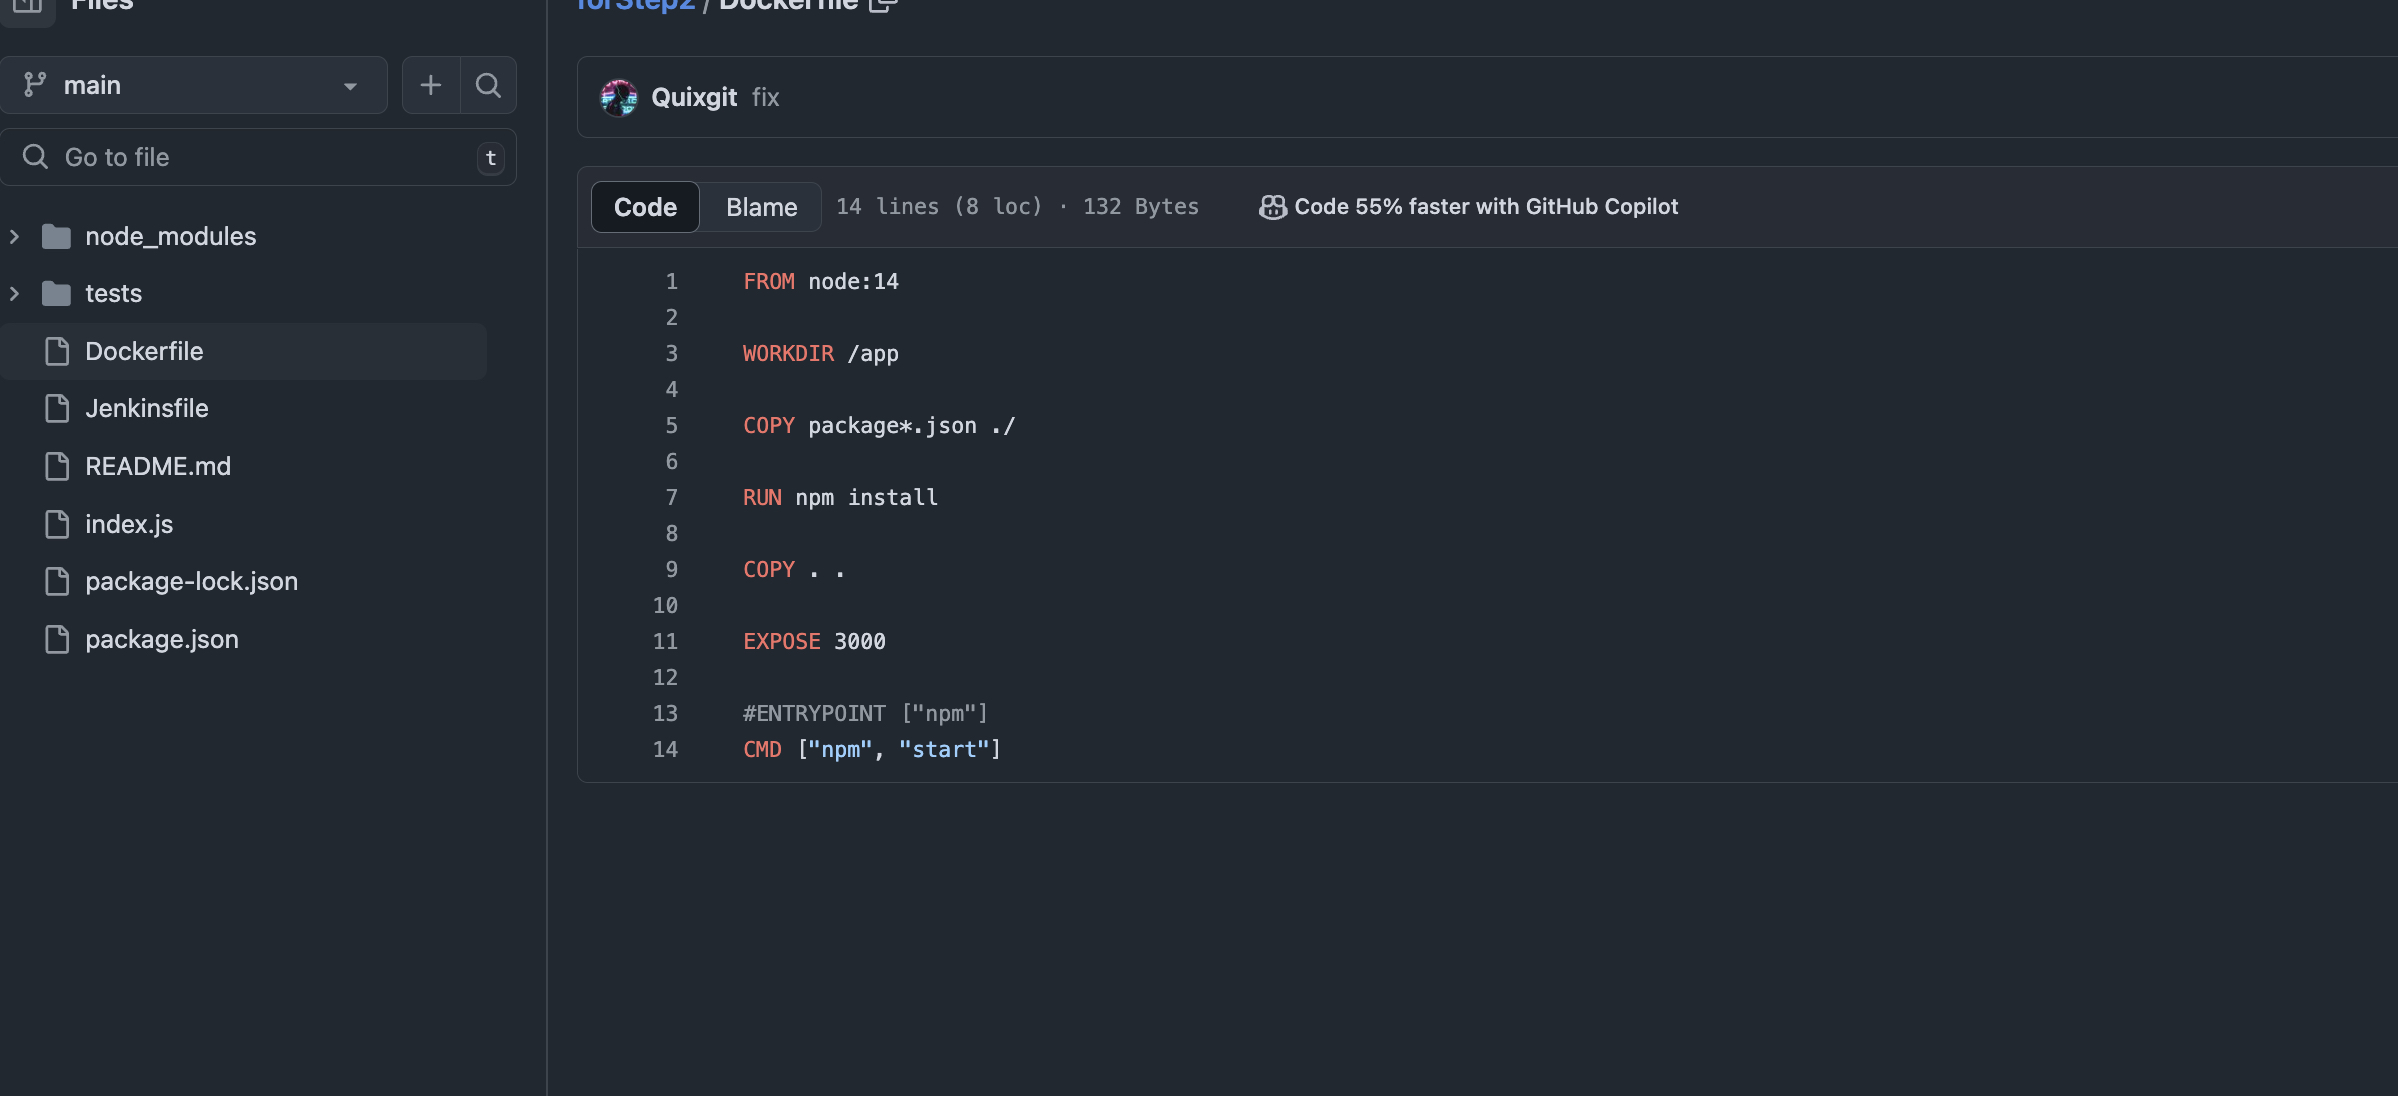 Files
forStep2 / Dockerfile
main
Go to file
t
node_modules
tests
Dockerfile
Jenkinsfile
README.md
index.js
package-lock.json
package.json
Quixgit fix
Code Blame 14 lines (8 loc) · 132 Bytes Code 55% faster with GitHub Copilot
1 FROM node:14
2
3 WORKDIR /app
4
5 COPY package*.json ./
6
7 RUN npm install
8
9 COPY . .
10
11 EXPOSE 3000
12
13 #ENTRYPOINT ["npm"]
14 CMD ["npm", "start"]